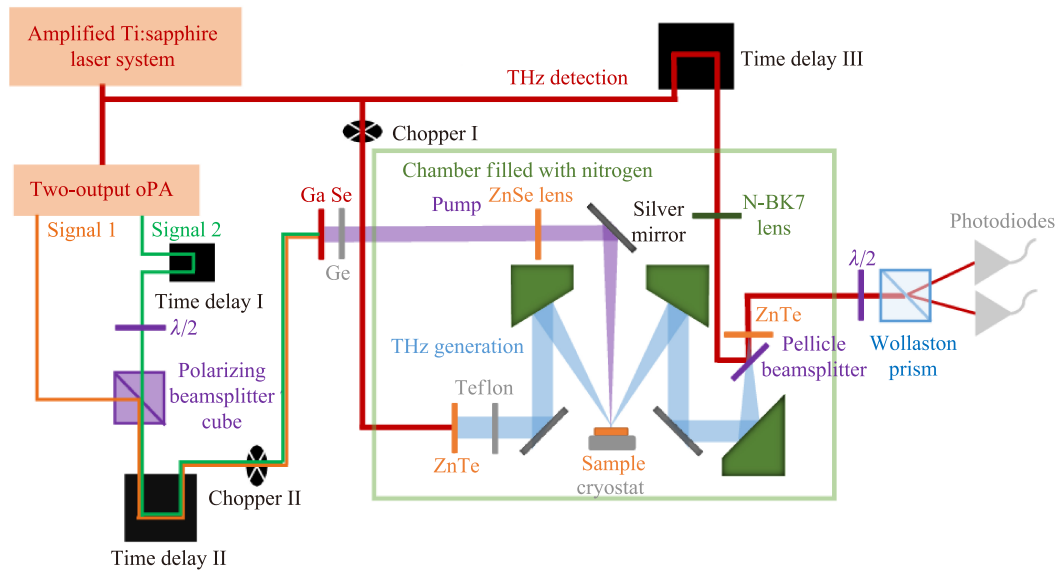 Amplified Ti:sapphire
laser system
THz detection
Time delay III
Chopper I
Two-output oPA
Signal 1
Signal 2
Time delay I
λ/2
Polarizing
beamsplitter
cube
Chopper II
Time delay II
Chamber filled with nitrogen
Ga Se
Ge
Pump
ZnSe lens
Silver
mirror
N-BK7
lens
THz generation
Teflon
ZnTe
Sample
cryostat
ZnTe
Pellicle
beamsplitter
λ/2
Wollaston
prism
Photodiodes